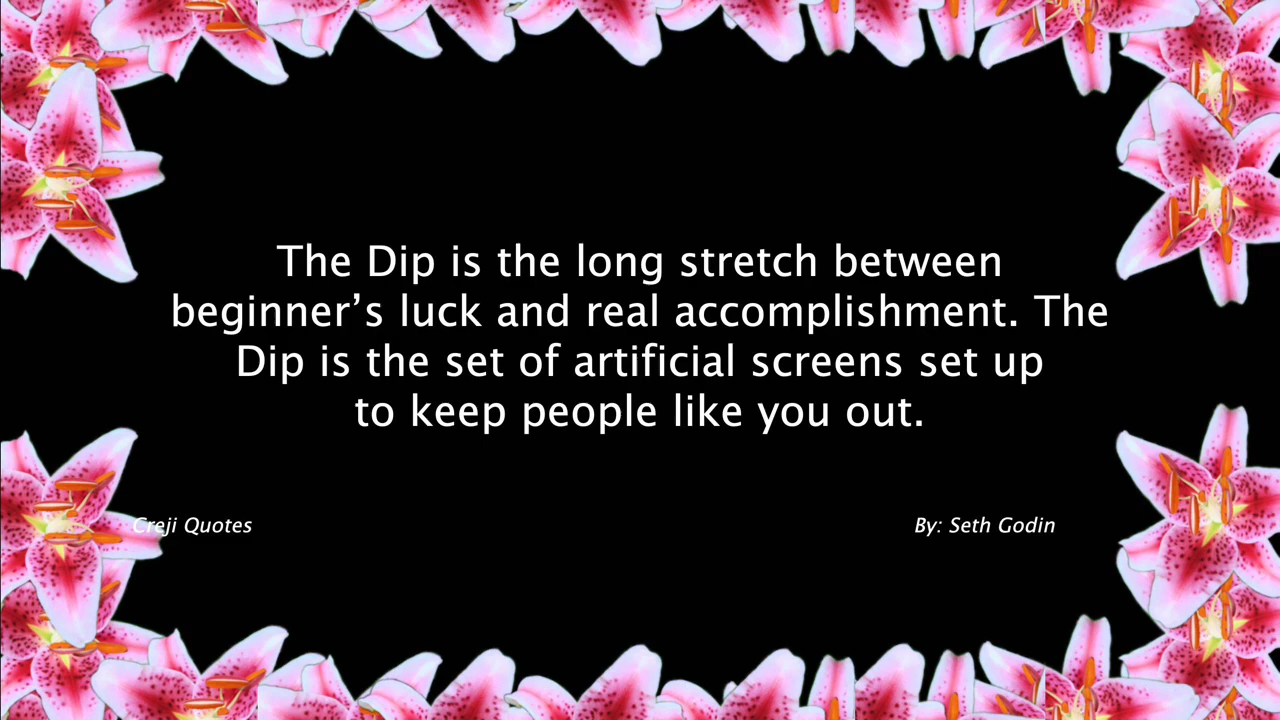 The Dip is the long stretch between
beginner’s luck and real accomplishment. The
Dip is the set of artificial screens set up
to keep people like you out.
Creji Quotes
By: Seth Godin